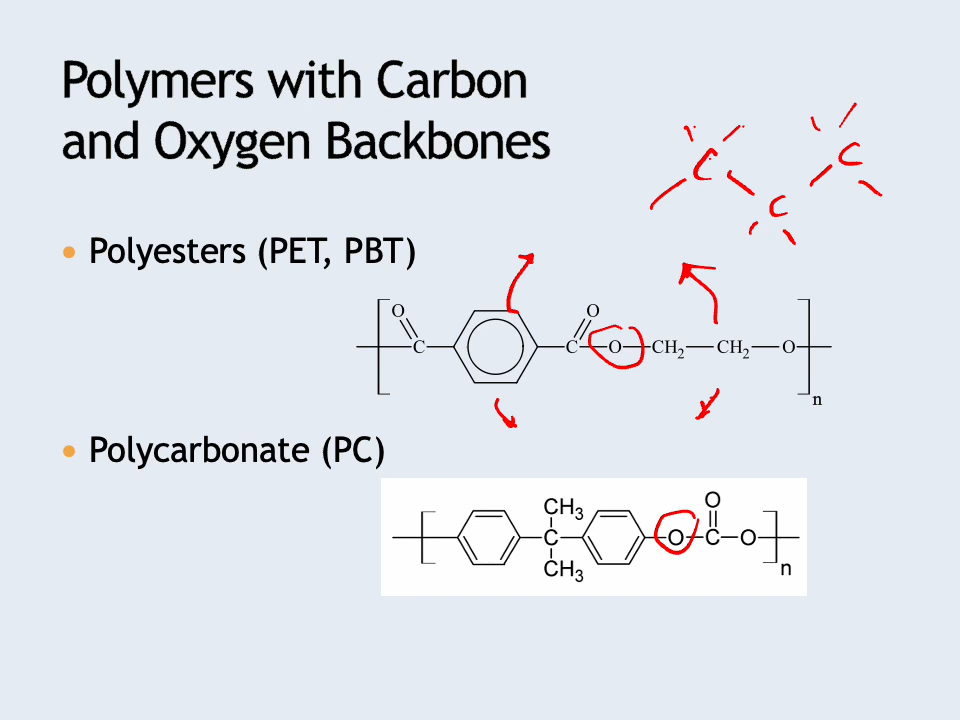 Polymers with Carbon
and Oxygen Backbones
C C
C
• Polyesters (PET, PBT)
O O
C C O CH2 CH2 O
n
• Polycarbonate (PC)
O
CH3
C O C O
CH3
n